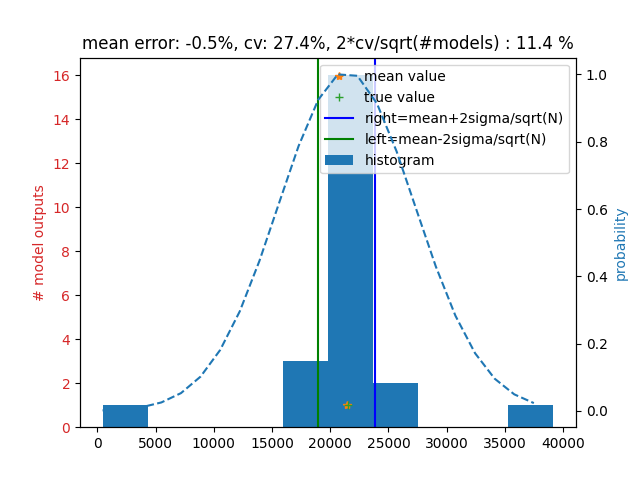 mean error: -0.5%, cv: 27.4%, 2*cv/sqrt(#models) : 11.4 %
mean value
true value
right=mean+2sigma/sqrt(N)
left=mean-2sigma/sqrt(N)
histogram
# model outputs
16
14
12
10
8
6
4
2
0
probability
1.0
0.8
0.6
0.4
0.2
0.0
0 5000 10000 15000 20000 25000 30000 35000 40000